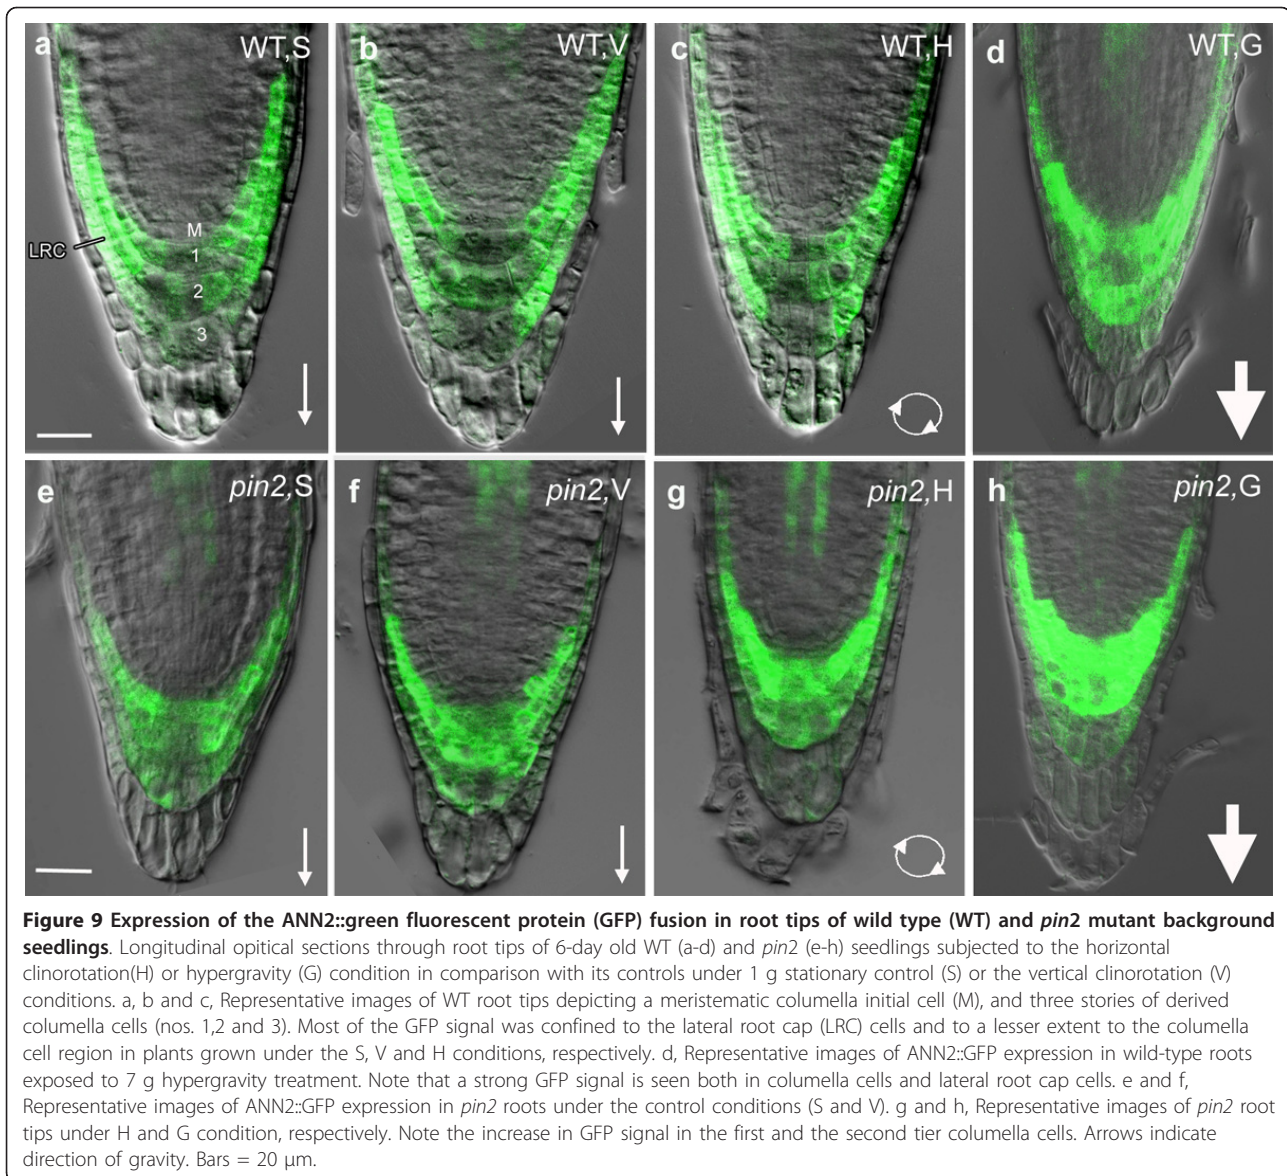 a WT,S b WT,V c WT,H d WT,G
M
LRC 1
2
3
e pin2,S f pin2,V g pin2,H h pin2,G
Figure 9 Expression of the ANN2::green fluorescent protein (GFP) fusion in root tips of wild type (WT) and pin2 mutant background
seedlings. Longitudinal opitical sections through root tips of 6-day old WT (a-d) and pin2 (e-h) seedlings subjected to the horizontal
clinorotation(H) or hypergravity (G) condition in comparison with its controls under 1 g stationary control (S) or the vertical clinorotation (V)
conditions. a, b and c, Representative images of WT root tips depicting a meristematic columella initial cell (M), and three stories of derived
columella cells (nos. 1,2 and 3). Most of the GFP signal was confined to the lateral root cap (LRC) cells and to a lesser extent to the columella
cell region in plants grown under the S, V and H conditions, respectively. d, Representative images of ANN2::GFP expression in wild-type roots
exposed to 7 g hypergravity treatment. Note that a strong GFP signal is seen both in columella cells and lateral root cap cells. e and f,
Representative images of ANN2::GFP expression in pin2 roots under the control conditions (S and V). g and h, Representative images of pin2 root
tips under H and G condition, respectively. Note the increase in GFP signal in the first and the second tier columella cells. Arrows indicate
direction of gravity. Bars = 20 μm.